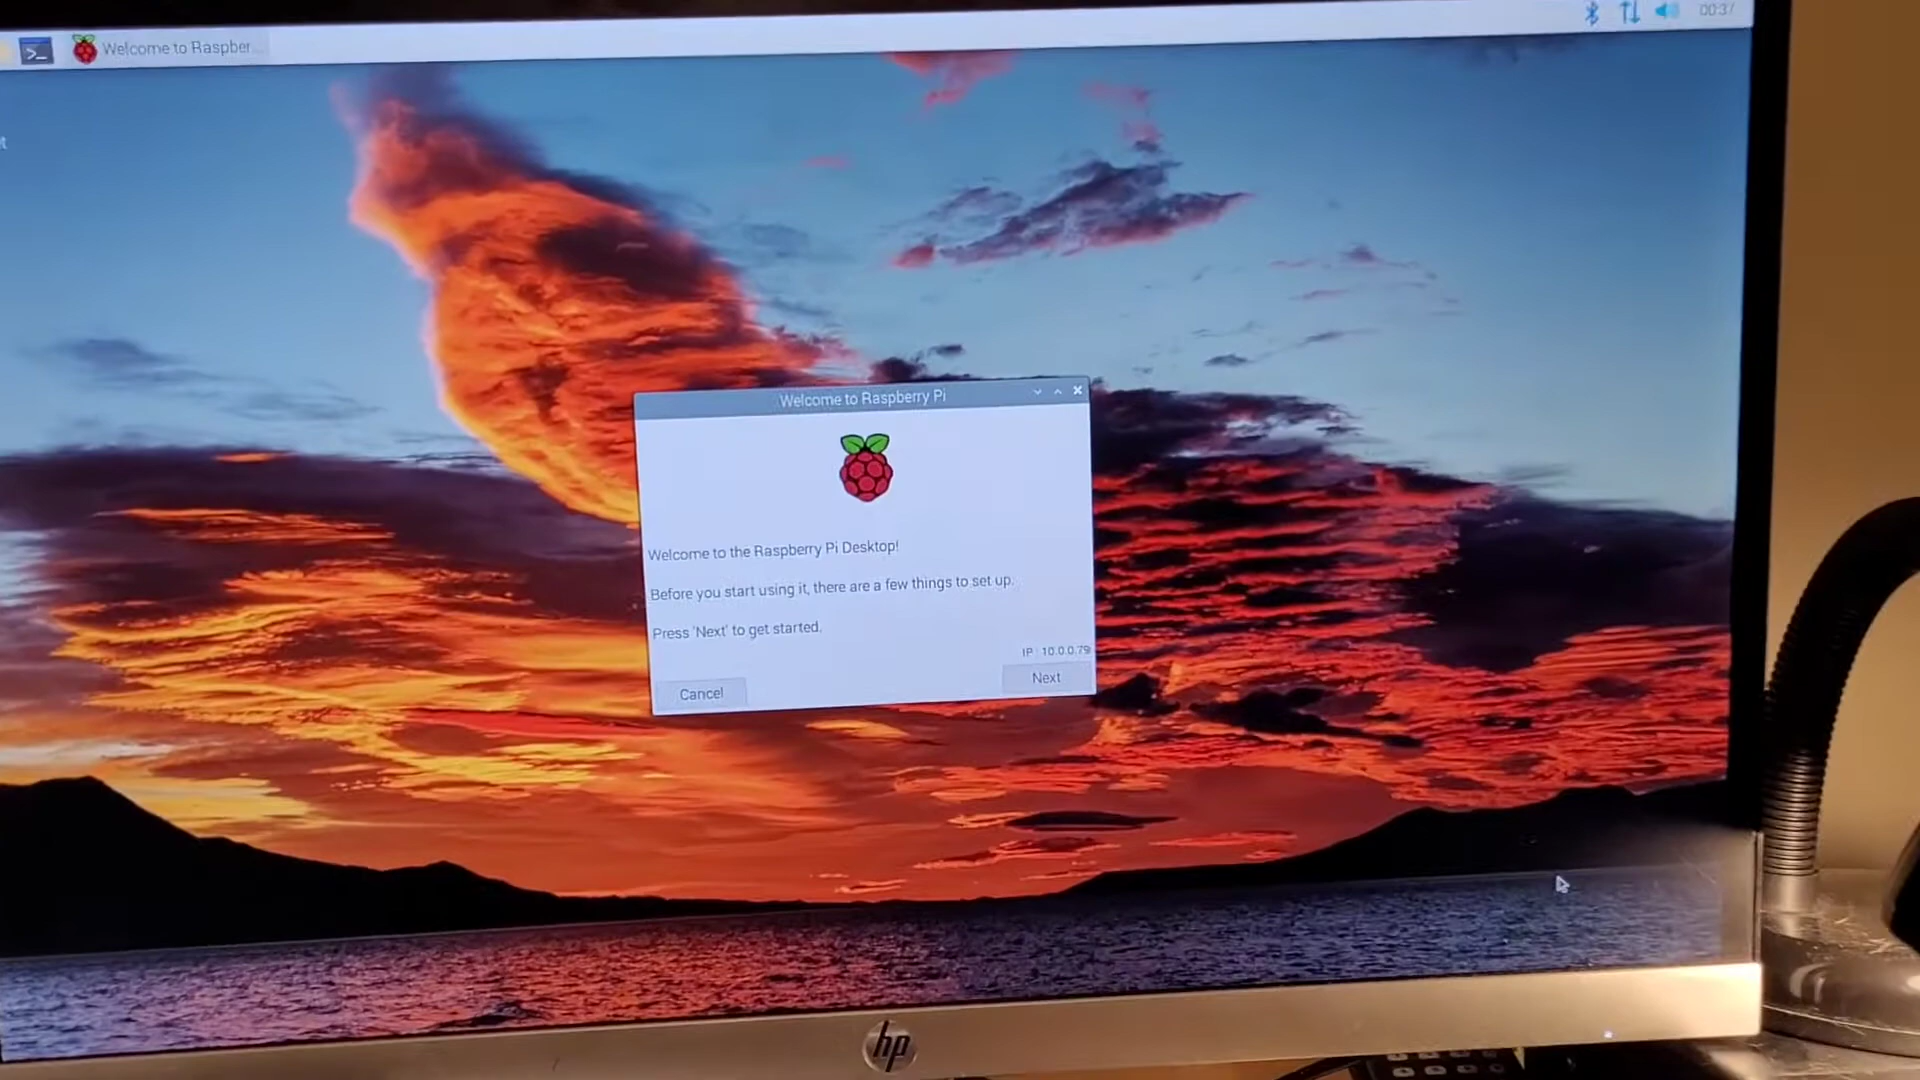 Welcome to Raspber...
00:37
Welcome to Raspberry Pi
Welcome to the Raspberry Pi Desktop!
Before you start using it, there are a few things to set up.
Press 'Next' to get started.
IP : 10.0.0.79
Cancel
Next
hp